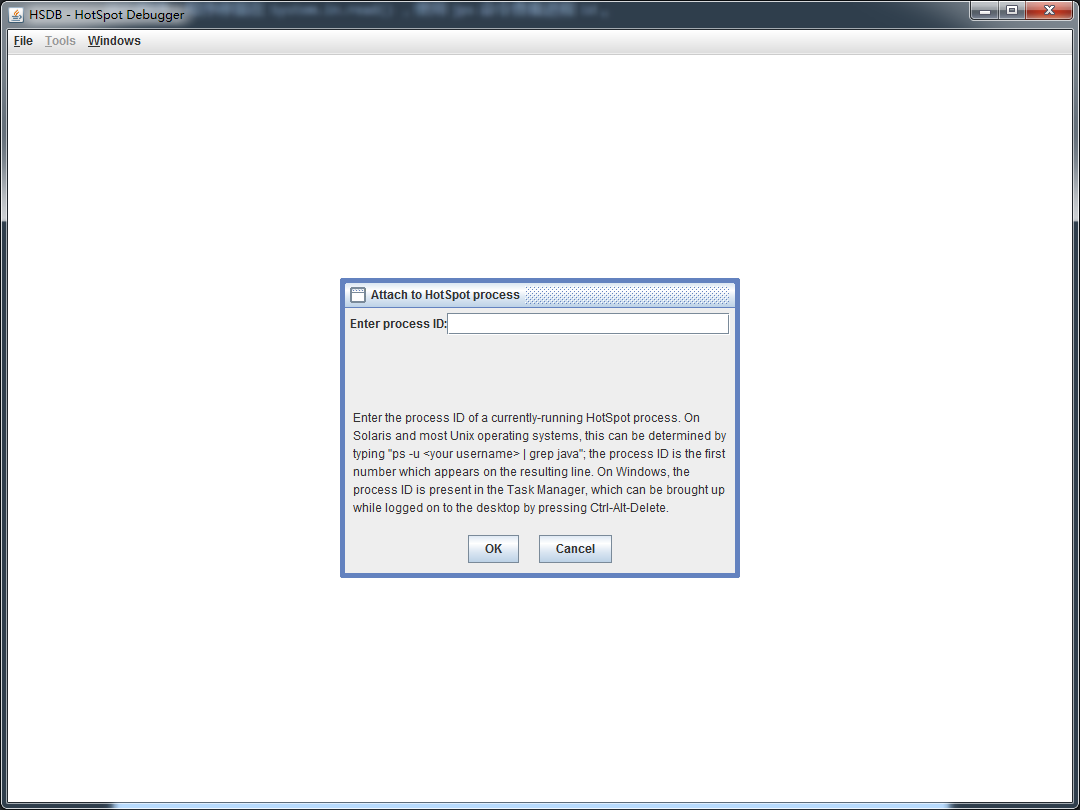 HSDB - HotSpot Debugger
File Tools Windows
Attach to HotSpot process
Enter process ID:
Enter the process ID of a currently-running HotSpot process. On
Solaris and most Unix operating systems, this can be determined by
typing "ps -u <your username> | grep java"; the process ID is the first
number which appears on the resulting line. On Windows, the
process ID is present in the Task Manager, which can be brought up
while logged on to the desktop by pressing Ctrl-Alt-Delete.
OK Cancel